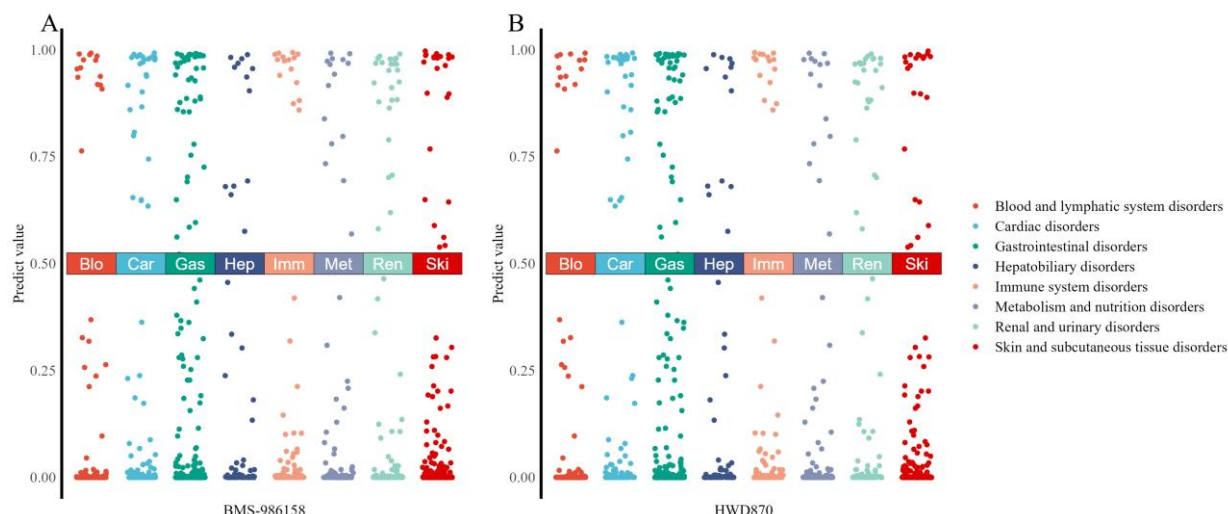 A
B
Predict value
1.00
0.75
0.50
0.25
0.00
Blo Car Gas Hep Imm Met Ren Ski
BMS-986158
Predict value
1.00
0.75
0.50
0.25
0.00
Blo Car Gas Hep Imm Met Ren Ski
HWD870
Blood and lymphatic system disorders
Cardiac disorders
Gastrointestinal disorders
Hepatobiliary disorders
Immune system disorders
Metabolism and nutrition disorders
Renal and urinary disorders
Skin and subcutaneous tissue disorders